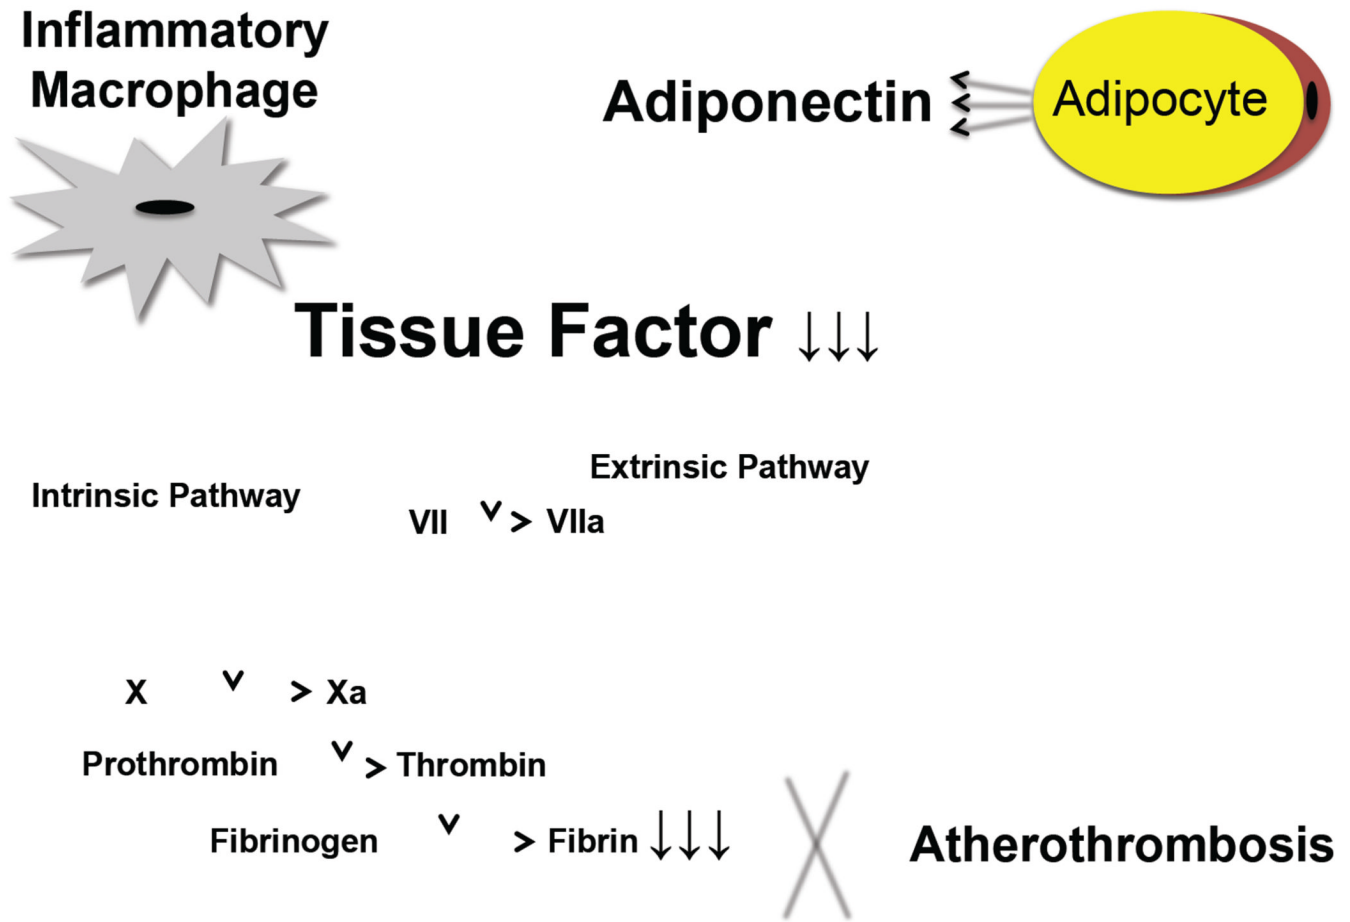 Inflammatory
Macrophage
Adiponectin
Adipocyte
Tissue Factor ↓↓↓
Extrinsic Pathway
Intrinsic Pathway
VII > VIIa
X > Xa
Prothrombin > Thrombin
Fibrinogen > Fibrin ↓↓↓
Atherothrombosis